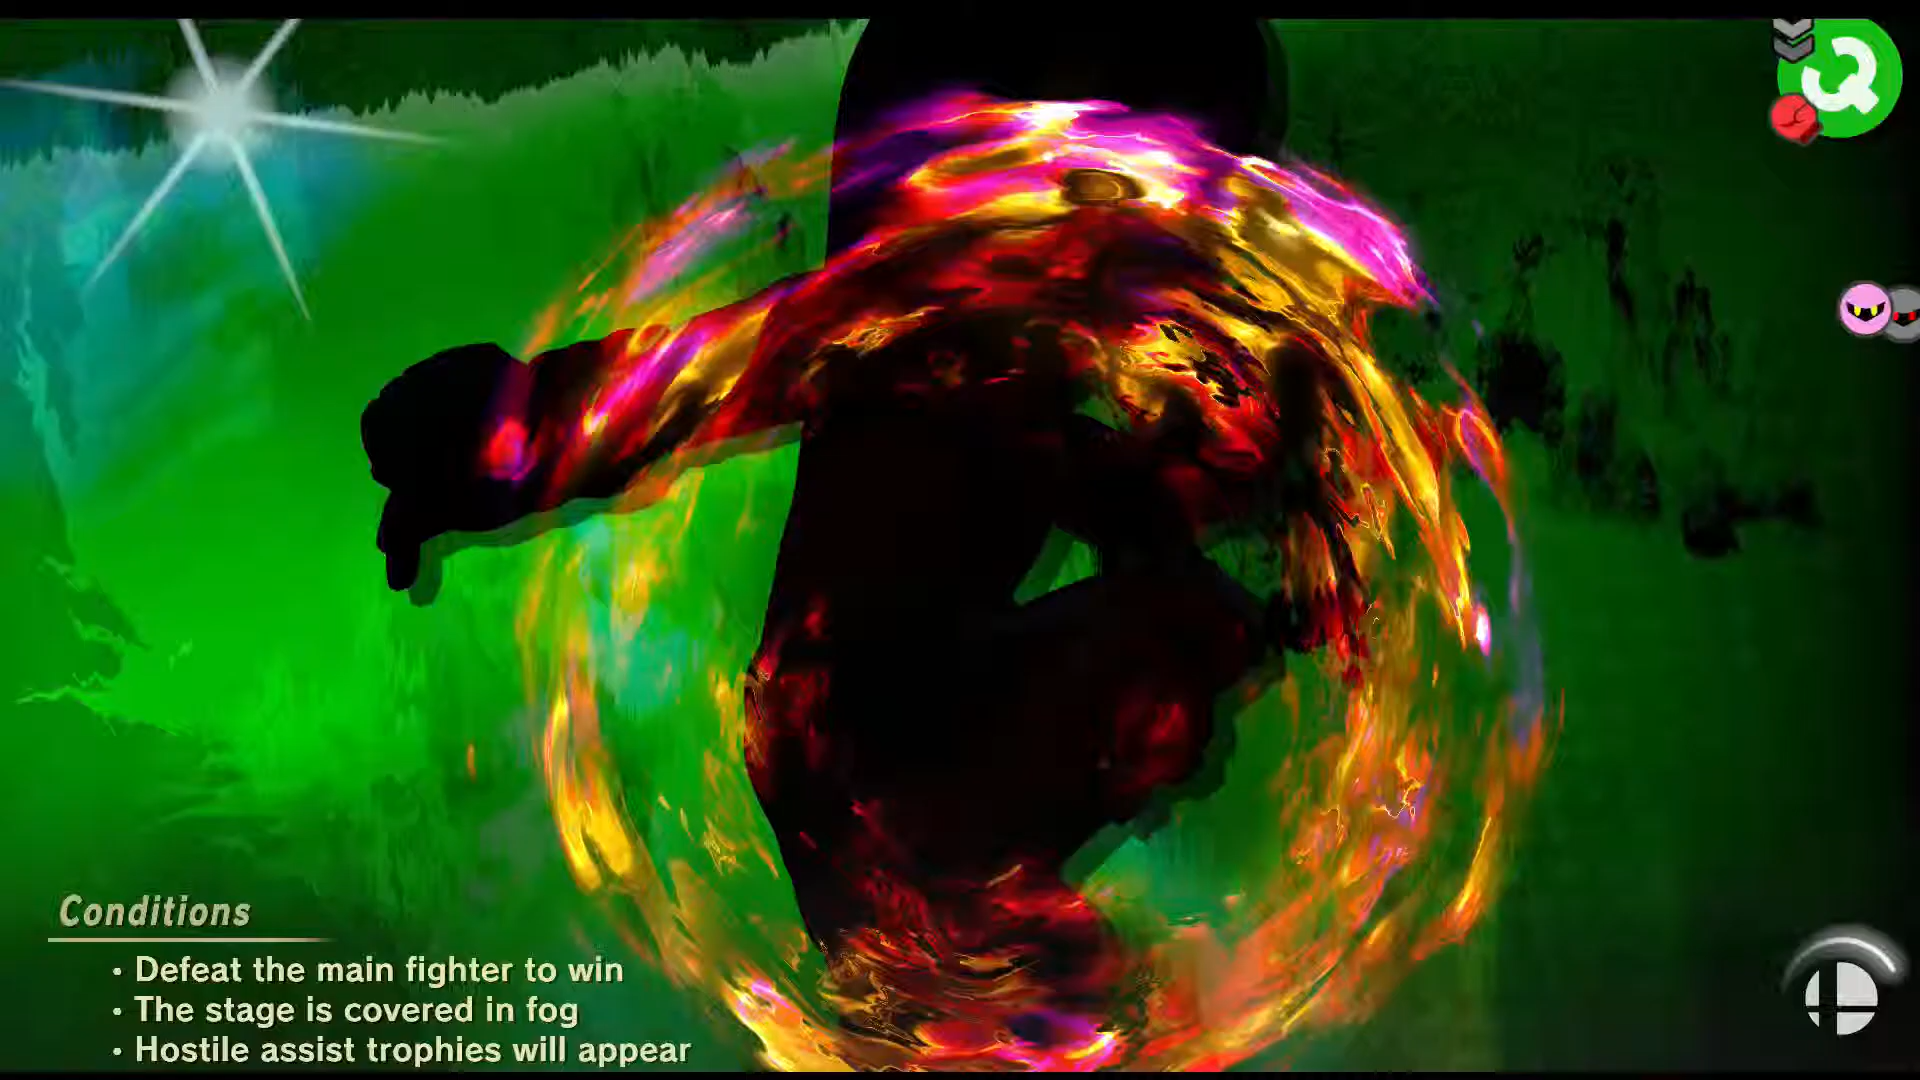 Conditions
• Defeat the main fighter to win
• The stage is covered in fog
• Hostile assist trophies will appear